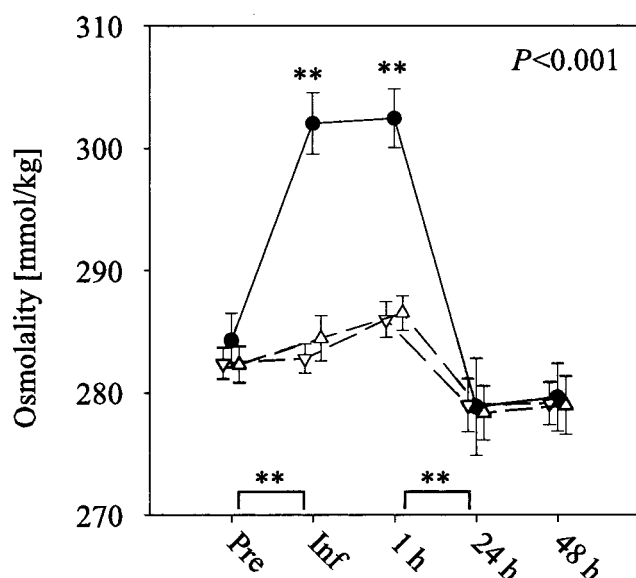 310
P<0.001
** **
300
290
280
270
Osmolality [mmol/kg]
** **
Pre Inf 1 h 24 h 48 h